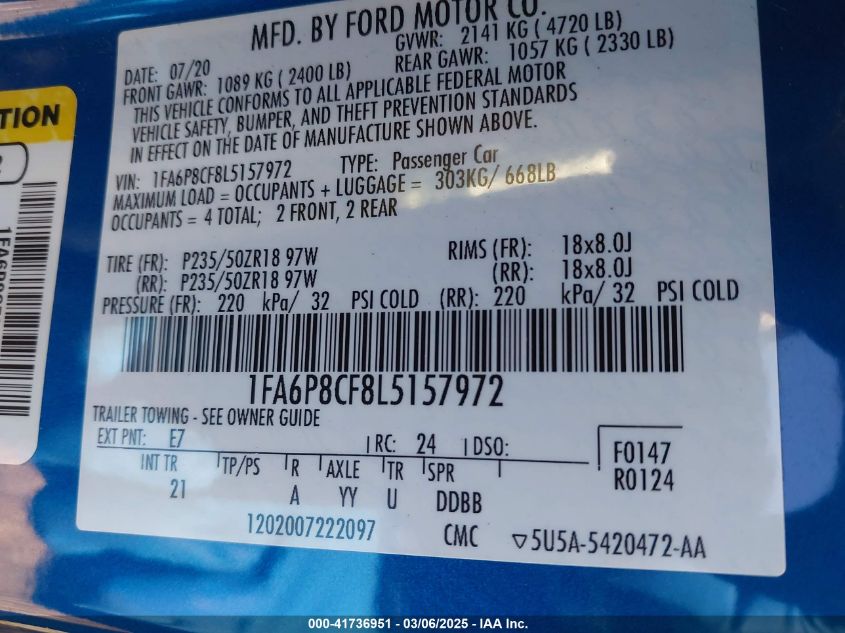 MFD. BY FORD MOTOR CO.
DATE: 07/20 GVWR: 2141 KG ( 4720 LB)
FRONT GAWR: 1089 KG ( 2400 LB) REAR GAWR: 1057 KG ( 2330 LB)
THIS VEHICLE CONFORMS TO ALL APPLICABLE FEDERAL MOTOR
VEHICLE SAFETY, BUMPER, AND THEFT PREVENTION STANDARDS
IN EFFECT ON THE DATE OF MANUFACTURE SHOWN ABOVE.
VIN: 1FA6P8CF8L5157972 TYPE: Passenger Car
MAXIMUM LOAD = OCCUPANTS + LUGGAGE = 303KG/ 668LB
OCCUPANTS = 4 TOTAL; 2 FRONT, 2 REAR
TIRE (FR): P235/50ZR18 97W RIMS (FR): 18x8.0J
(RR): P235/50ZR18 97W (RR): 18x8.0J
PRESSURE (FR): 220 kPa/ 32 PSI COLD (RR): 220 kPa/ 32 PSI COLD
1FA6P8CF8L5157972
TRAILER TOWING - SEE OWNER GUIDE
EXT PNT: E7 RC: 24 DSO: F0147
INT TR TP/PS R AXLE TR SPR R0124
21 A YY U DDBB
1202007222097 CMC ▽5U5A-5420472-AA
000-41736951 | 03/06/2025 - IAA Inc.